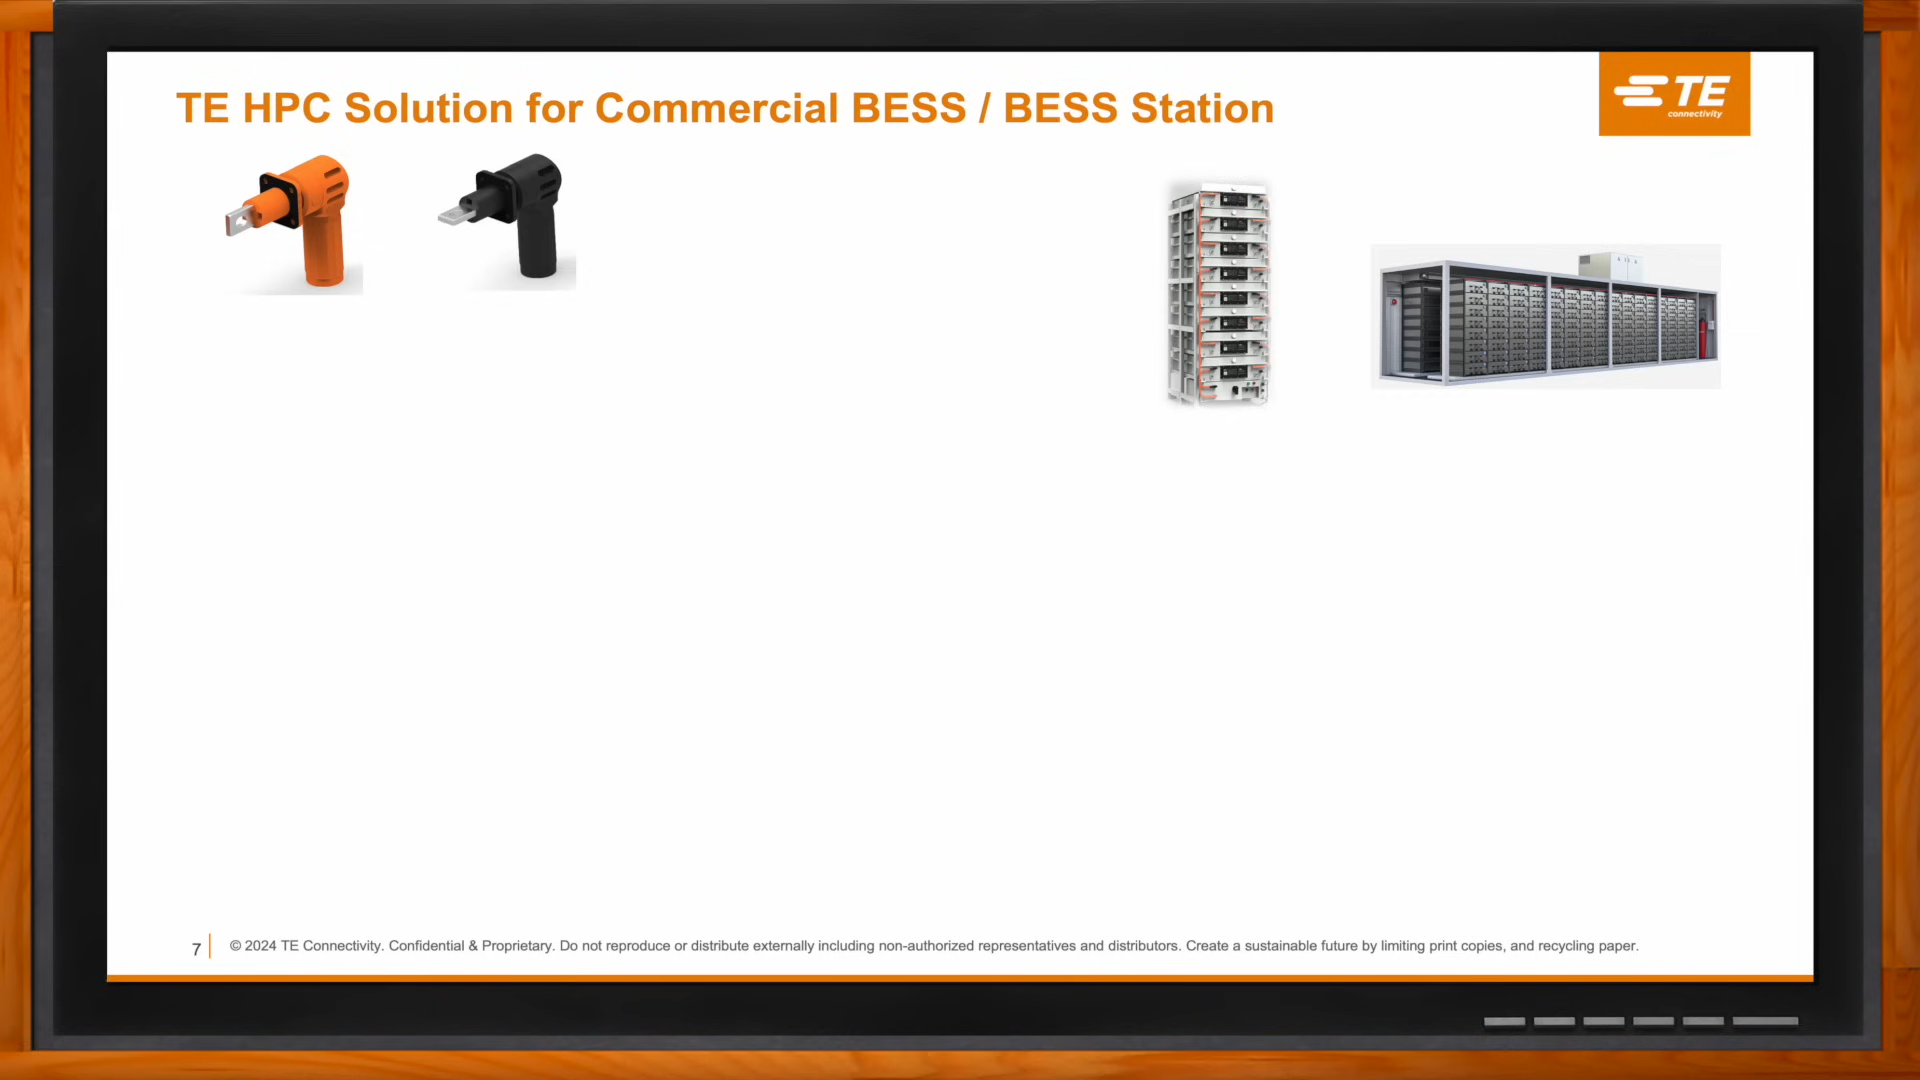 TE HPC Solution for Commercial BESS / BESS Station
TE
connectivity
7
© 2024 TE Connectivity. Confidential & Proprietary. Do not reproduce or distribute externally including non-authorized representatives and distributors. Create a sustainable future by limiting print copies, and recycling paper.